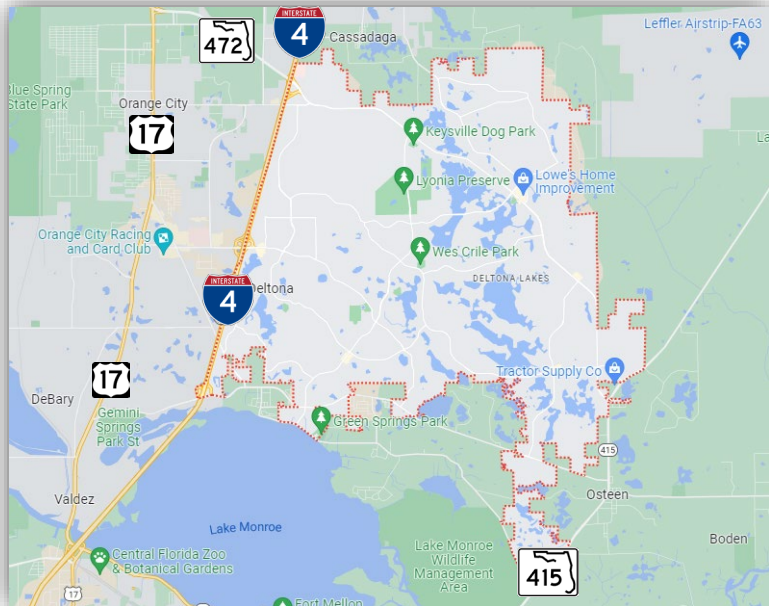 Leffler Airstrip-FA63
INTERSTATE
4
Cassadaga
472
Blue Spring
State Park
Orange City
17
Keysville Dog Park
Lyonia Preserve
Lowe's Home
Improvement
Orange City Racing
and Card Club
Wes Crile Park
DELTONA LAKES
INTERSTATE
4
Deltona
Tractor Supply Co
17
DeBary
Gemini
Springs
Park St
Green Springs Park
415
Osteen
Valdez
Lake Monroe
Boden
Central Florida Zoo
& Botanical Gardens
Lake Monroe
Wildlife
Management
Area
415
17
Fort Mellon